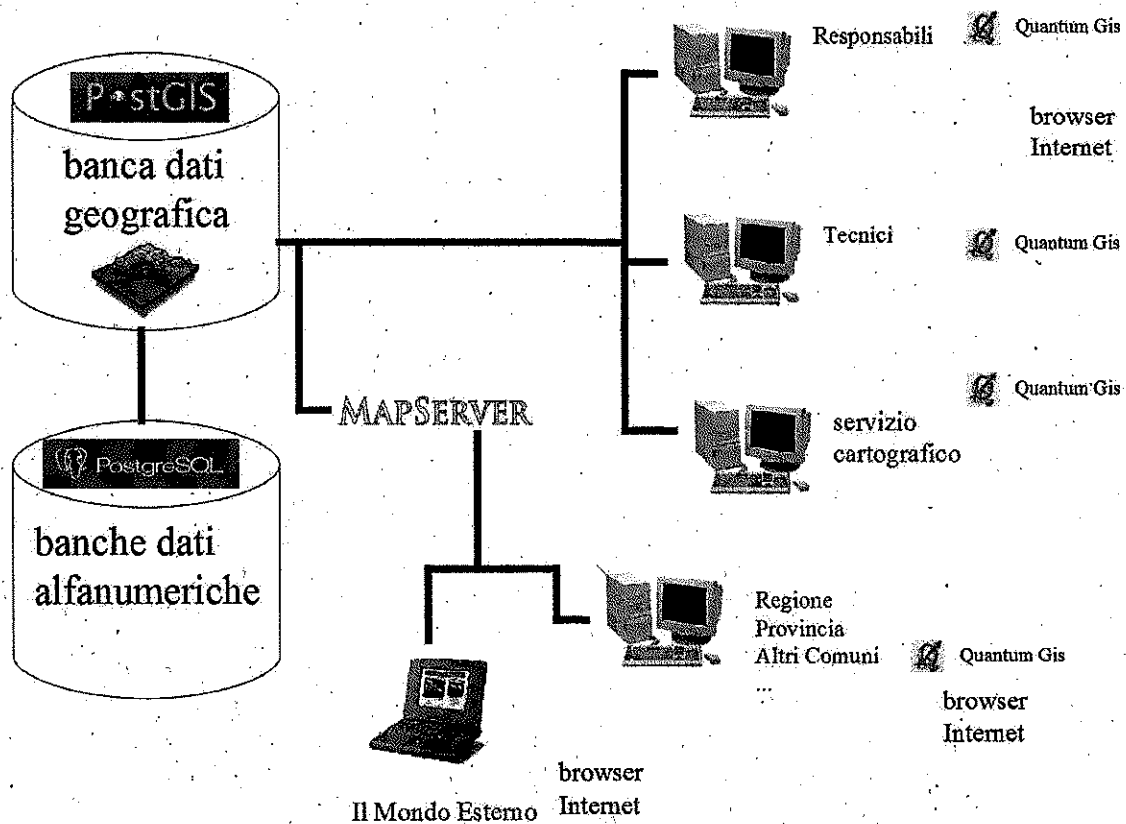 PostGIS
banca dati
geografica
PostgreSQL
banche dati
alfanumeriche
MAPSERVER
Responsabili
Quantum Gis
browser
Internet
Tecnici
Quantum Gis
Quantum Gis
servizio
cartografico
Regione
Provincia
Altri Comuni
...
Quantum Gis
browser
Internet
Il Mondo Esterno
browser
Internet